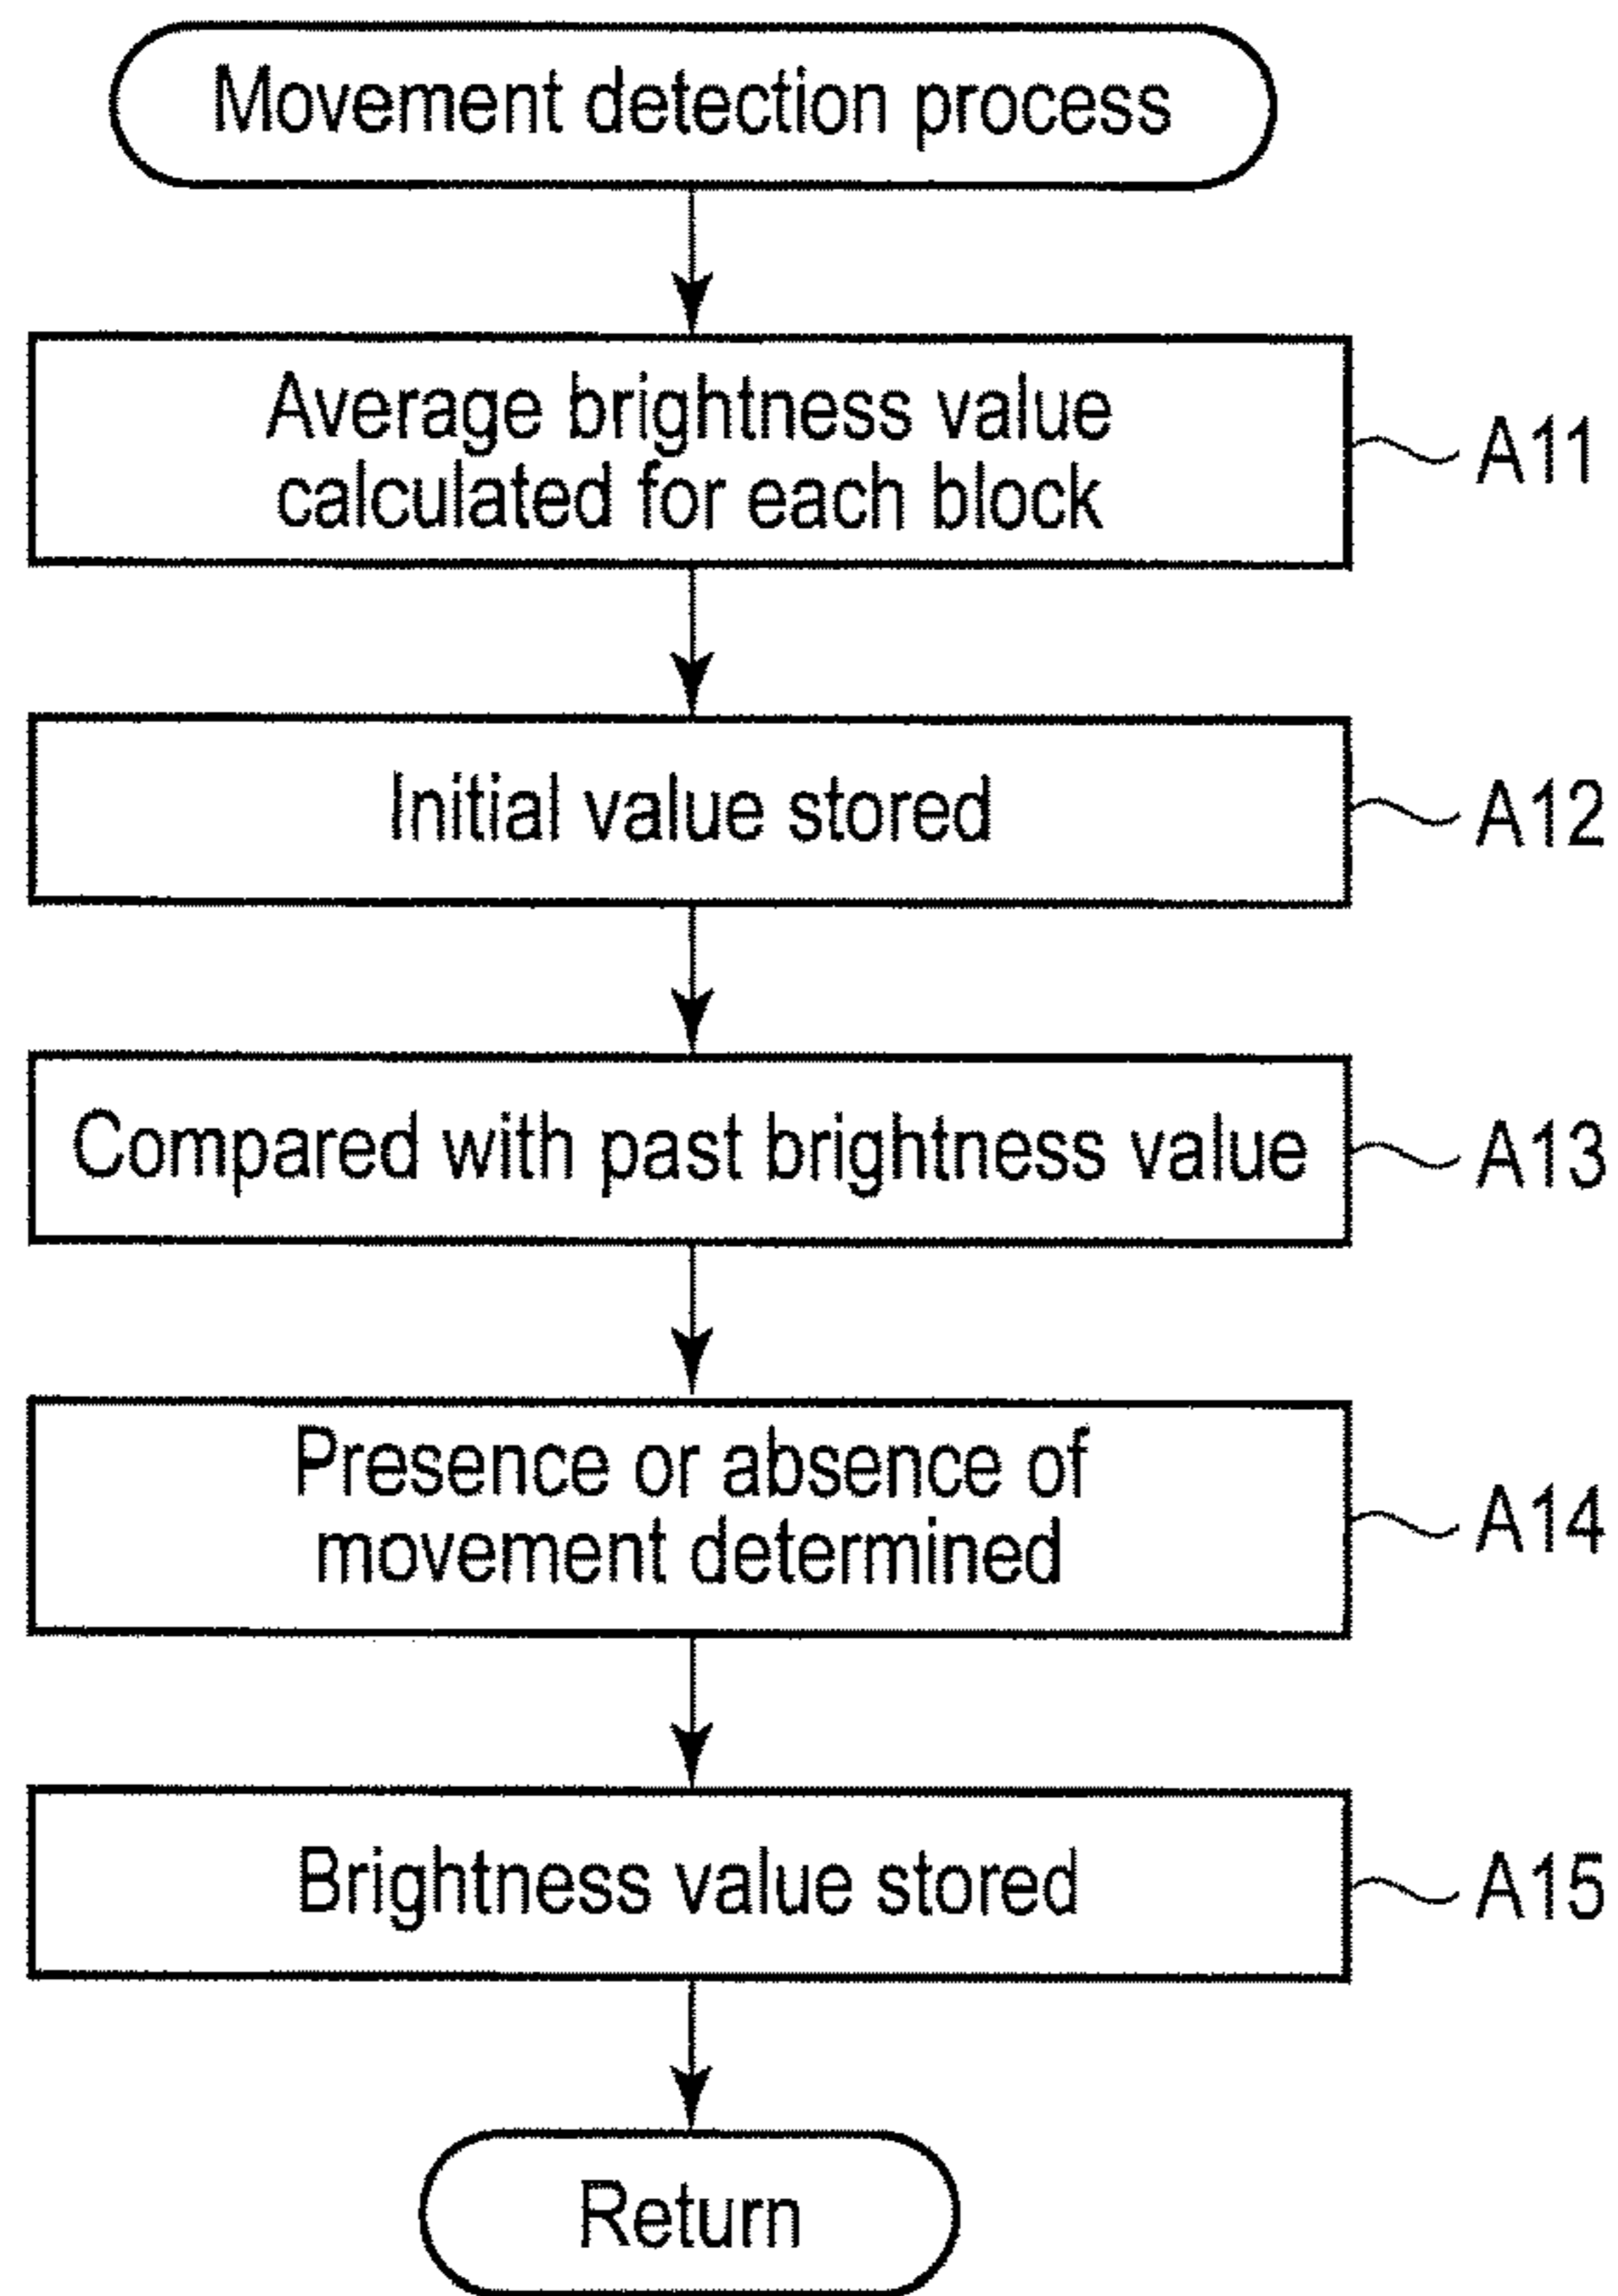 Movement detection process
Average brightness value
calculated for each block
A11
Initial value stored
A12
Compared with past brightness value
A13
Presence or absence of
movement determined
A14
Brightness value stored
A15
Return